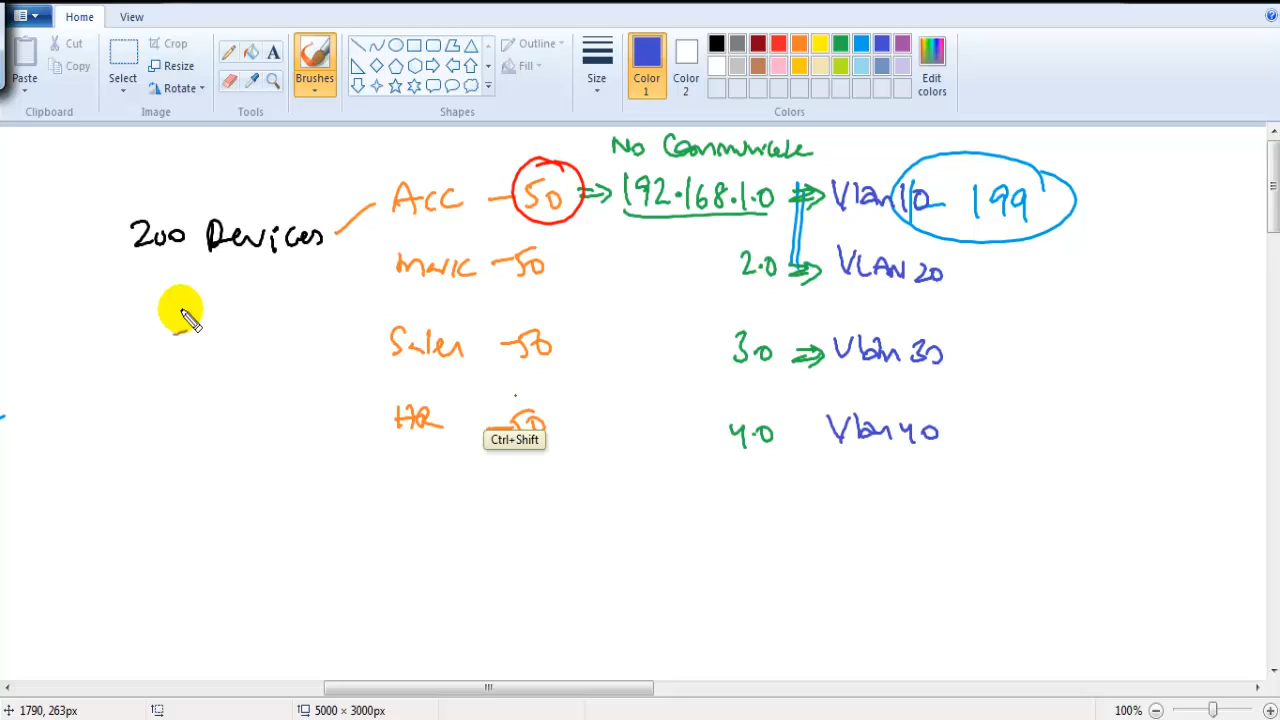 Home View
Paste
Cut
Copy
Clipboard
Select
Crop
Resize
Rotate
Image
A
Tools
Brushes
Shapes
Outline
Fill
Size
Color 1
Color 2
Edit colors
Colors
No Communicate
200 Devices
Acc - 50 ⇒ 192.168.1.0 ⇒ Vlan 10 199
- 50 2.0 ⇒ VLAN 20
Sales - 50 3.0 ⇒ Vlan 30
HR - 50 4.0 Vlan 40
Ctrl+Shift
1790, 263px 5000 × 3000px 100%